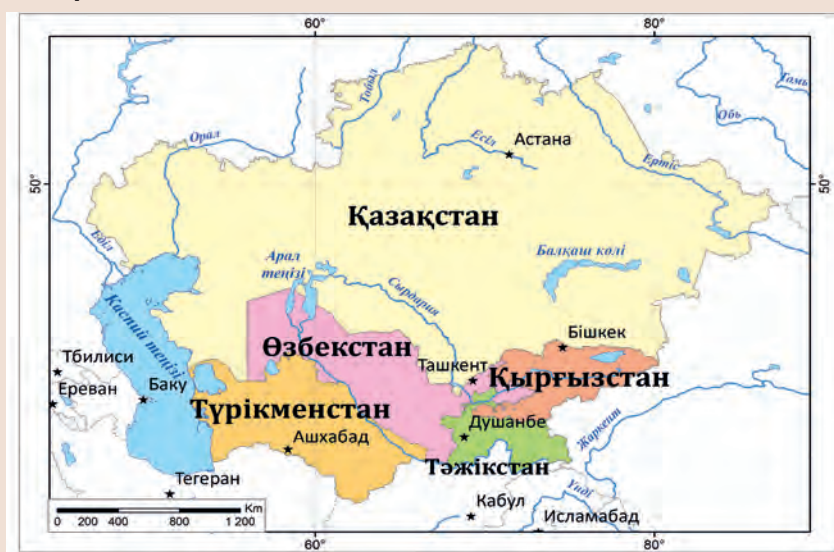 60°
80°
Тобыл
Обь
Орал
Есіл
Астана
Ертіс
50°
50°
Қазақстан
Еділ
Арал
теңізі
Балқаш көлі
Сырдария
Каспий теңізі
Бішкек
Өзбекстан
Ташкент
Тбилиси
Қырғызстан
Ереван
Баку
Түрікменстан
Душанбе
Жаркент
Ашхабад
Тәжікстан
Тегеран
Кабул
Үнді
Исламабад
Km
0 200 400 800 1 200
60°
80°